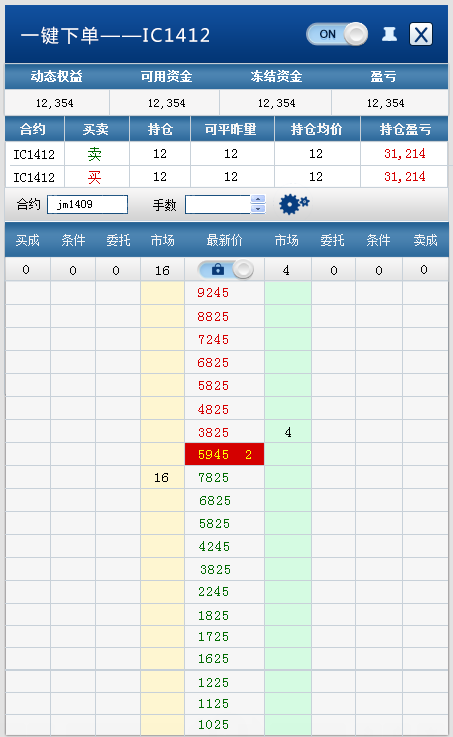 一键下单——IC1412 ON X
动态权益 可用资金 冻结资金 盈亏
12,354 12,354 12,354 12,354
合约 买卖 持仓 可平昨量 持仓均价 持仓盈亏
IC1412 卖 12 12 12 31,214
IC1412 买 12 12 12 31,214
合约 jm1409 手数
买成 条件 委托 市场 最新价 市场 委托 条件 卖成
0 0 0 16 4 0 0 0
9245
8825
7245
6825
5825
4825
3825 4
5945 2
16 7825
6825
5825
4245
3825
2245
1825
1725
1625
1225
1125
1025